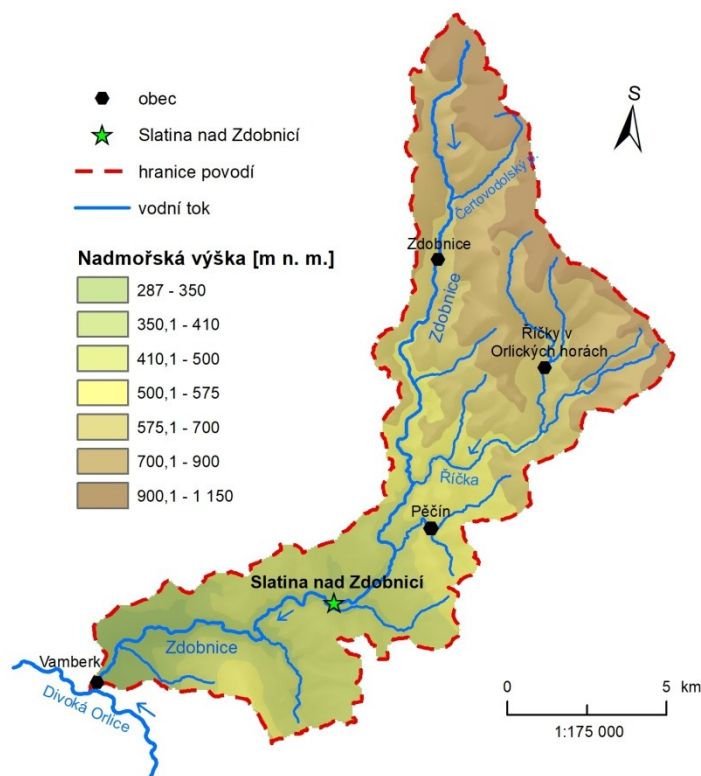 obec
Slatina nad Zdobnicí
hranice povodí
vodní tok
Nadmořská výška [m n. m.]
287 - 350
350,1 - 410
410,1 - 500
500,1 - 575
575,1 - 700
700,1 - 900
900,1 - 1 150
S
Čertovodolský p.
Zdobnice
Zdobnice
Říčky v
Orlických horách
Říčka
Pěčín
Slatina nad Zdobnicí
Zdobnice
Vamberk
Divoká Orlice
0 5 km
1:175 000